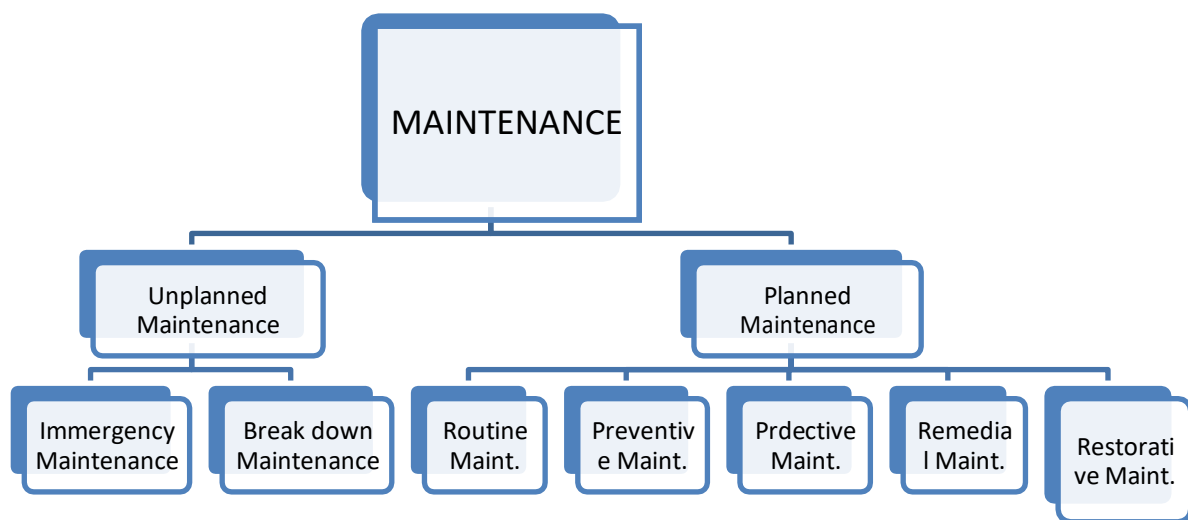 MAINTENANCE
Unplanned
Maintenance
Planned
Maintenance
Immergency
Maintenance
Break down
Maintenance
Routine
Maint.
Preventiv
e Maint.
Prdective
Maint.
Remedia
l Maint.
Restorati
ve Maint.